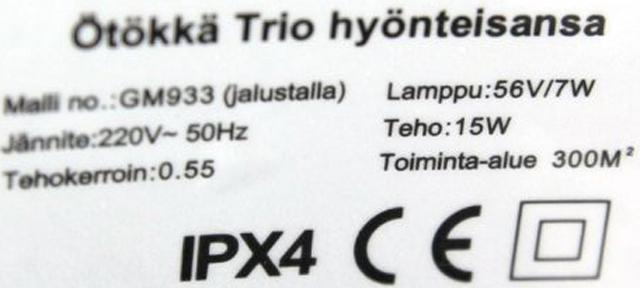 Ötökkä Trio hyönteisansa
Malli no.:GM933 (jalustalla)
Jännite:220V~ 50Hz
Tehokerroin:0.55
Lamppu:56V/7W
Teho:15W
Toiminta-alue 300M²
IPX4 CE